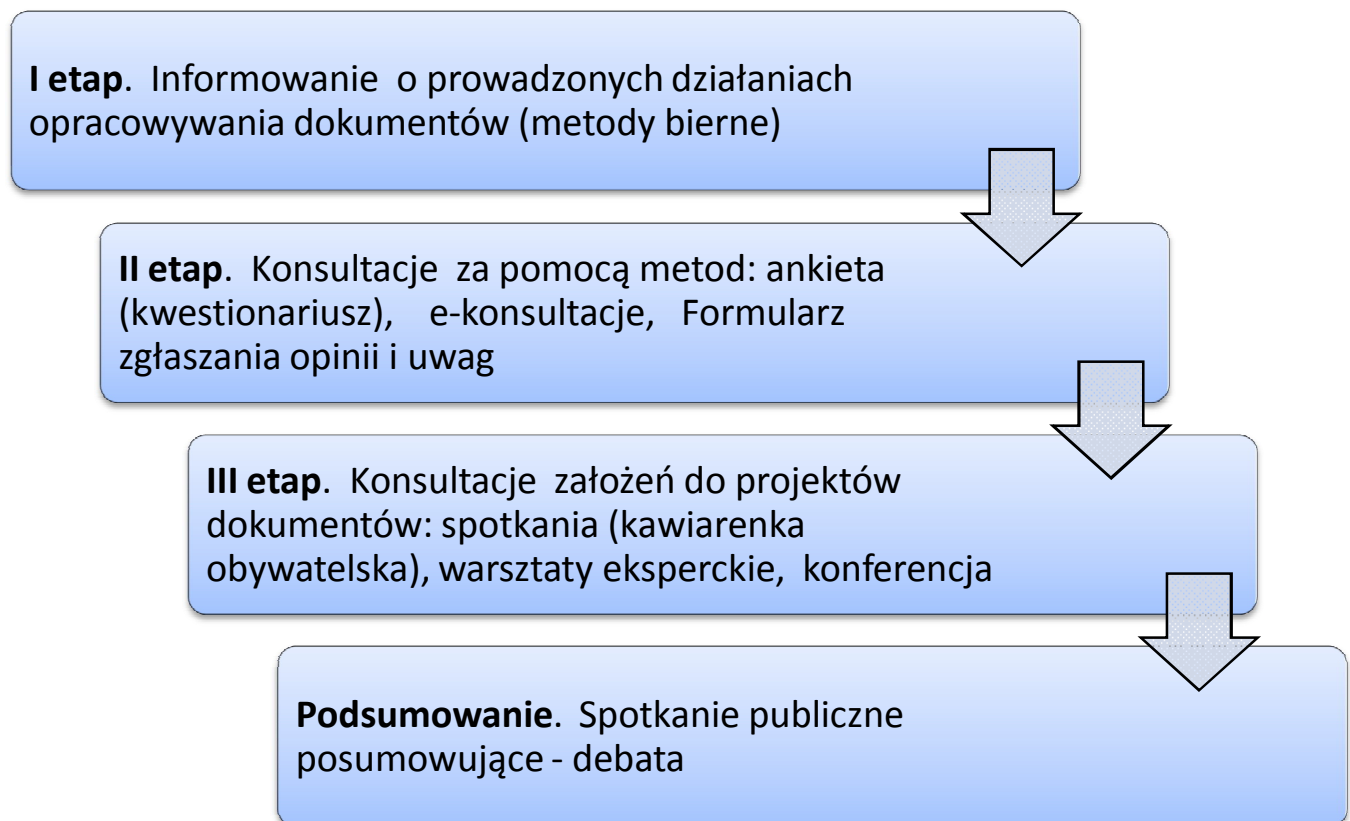 I etap. Informowanie o prowadzonych działaniach
opracowywania dokumentów (metody bierne)
II etap. Konsultacje za pomocą metod: ankieta
(kwestionariusz), e-konsultacje, Formularz
zgłaszania opinii i uwag
III etap. Konsultacje założeń do projektów
dokumentów: spotkania (kawiarenka
obywatelska), warsztaty eksperckie, konferencja
Podsumowanie. Spotkanie publiczne
posumowujące - debata